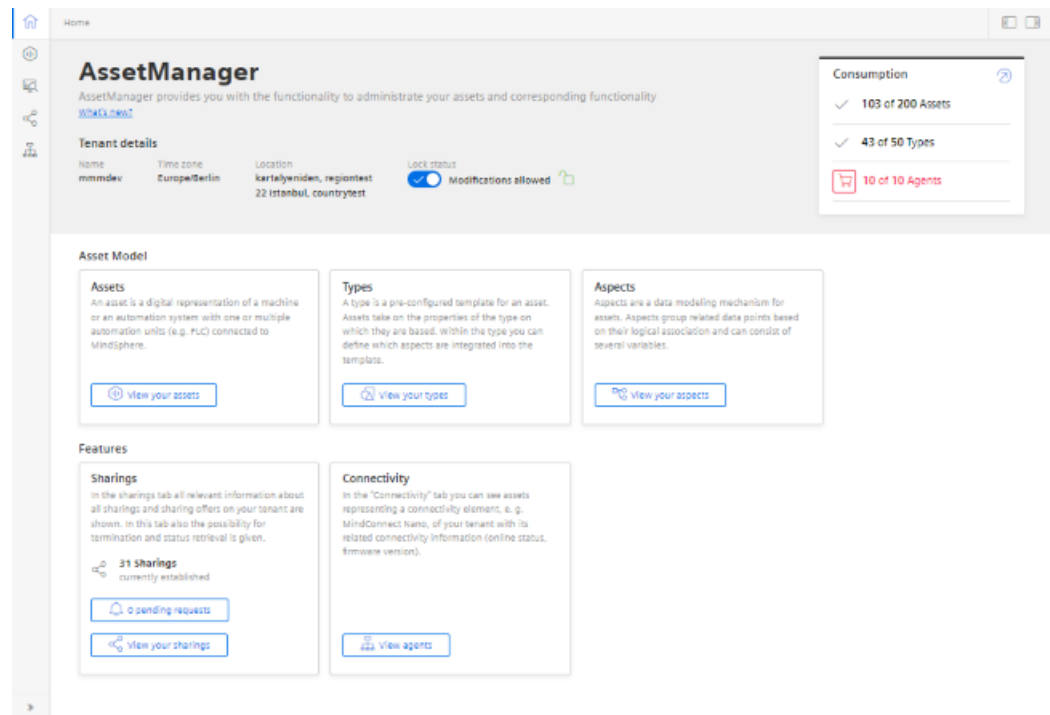 Home
AssetManager
AssetManager provides you with the functionality to administrate your assets and corresponding functionality
What's new?
Tenant details
Name
mmmdev
Time zone
Europe/Berlin
Location
kartalyeniden, regiontest
22 Istanbul, countrytest
Lock status
Modifications allowed
Consumption
103 of 200 Assets
43 of 50 Types
10 of 10 Agents
Asset Model
Assets
An asset is a digital representation of a machine
or an automation system with one or multiple
automation units (e.g. PLC) connected to
MindSphere.
View your assets
Types
A type is a pre-configured template for an asset.
Assets take on the properties of the type on
which they are based. Within the type you can
define which aspects are integrated into the
template.
View your types
Aspects
Aspects are a data modeling mechanism for
assets. Aspects group related data points based
on their logical association and can consist of
several variables.
View your aspects
Features
Sharings
In the sharings tab all relevant information about
all sharings and sharing offers on your tenant are
shown. In this tab also the possibility for
termination and status retrieval is given.
31 Sharings
currently established
0 pending requests
View your sharings
Connectivity
In the "Connectivity" tab you can see assets
representing a connectivity element, e. g.
MindConnect Nano, of your tenant with its
related connectivity information (online status,
firmware version).
View agents